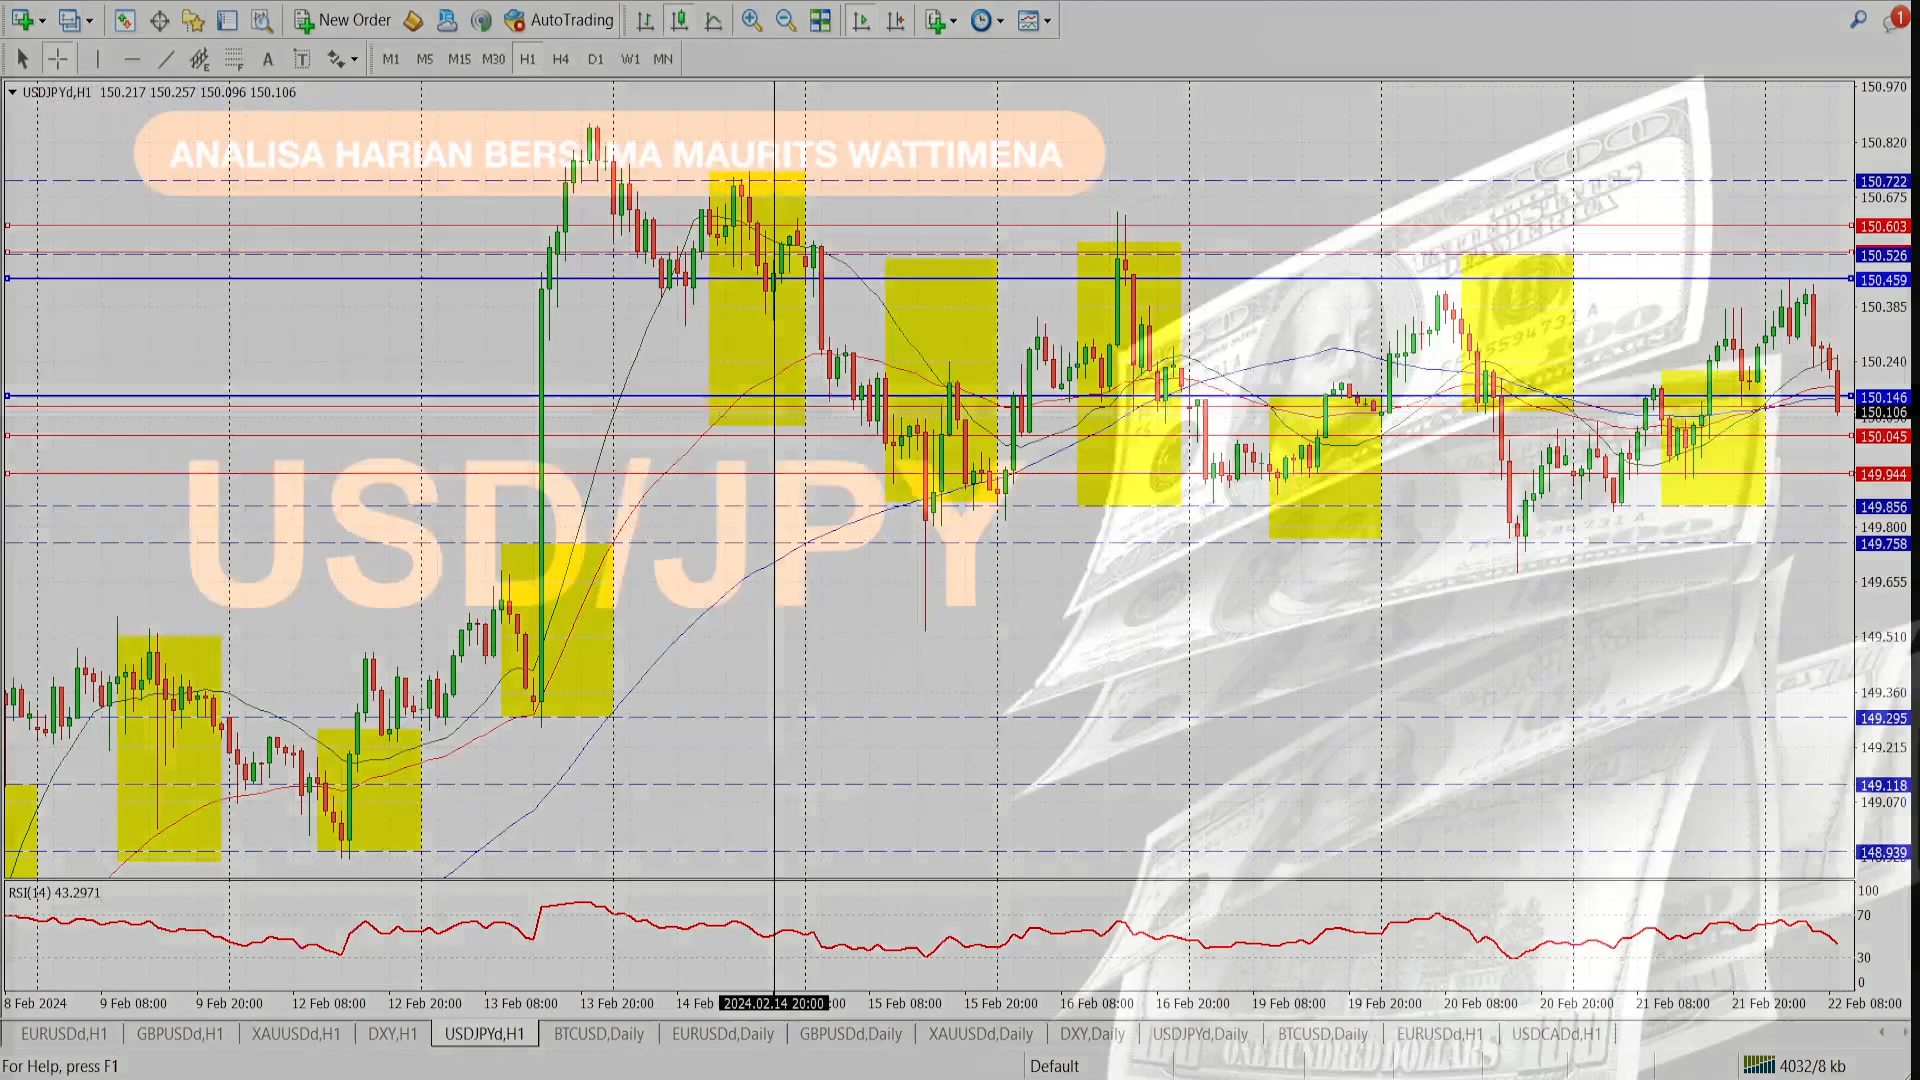 New Order AutoTrading
A T M1 M5 M15 M30 H1 H4 D1 W1 MN
USDJPYd,H1 150.217 150.257 150.096 150.106
ANALISA HARIAN BERSAMA MAURITS WATTIMENA
USD/JPY
150.970
150.820
150.722
150.675
150.603
150.526
150.459
150.385
150.240
150.146
150.106
150.045
149.944
149.856
149.800
149.758
149.655
149.510
149.360
149.295
149.215
149.118
149.070
148.939
RSI(14) 43.2971
100
70
30
0
8 Feb 2024 9 Feb 08:00 9 Feb 20:00 12 Feb 08:00 12 Feb 20:00 13 Feb 08:00 13 Feb 20:00 14 Feb 2024.02.14 20:00 :00 15 Feb 08:00 15 Feb 20:00 16 Feb 08:00 16 Feb 20:00 19 Feb 08:00 19 Feb 20:00 20 Feb 08:00 20 Feb 20:00 21 Feb 08:00 21 Feb 20:00 22 Feb 08:00
EURUSDd,H1 GBPUSDd,H1 XAUUSDd,H1 DXY,H1 USDJPYd,H1 BTCUSD,Daily EURUSDd,Daily GBPUSDd,Daily XAUUSDd,Daily DXY,Daily USDJPYd,Daily BTCUSD,Daily EURUSDd,H1 USDCADd,H1
ONE HUNDRED DOLLARS
For Help, press F1 Default 4032/8 kb